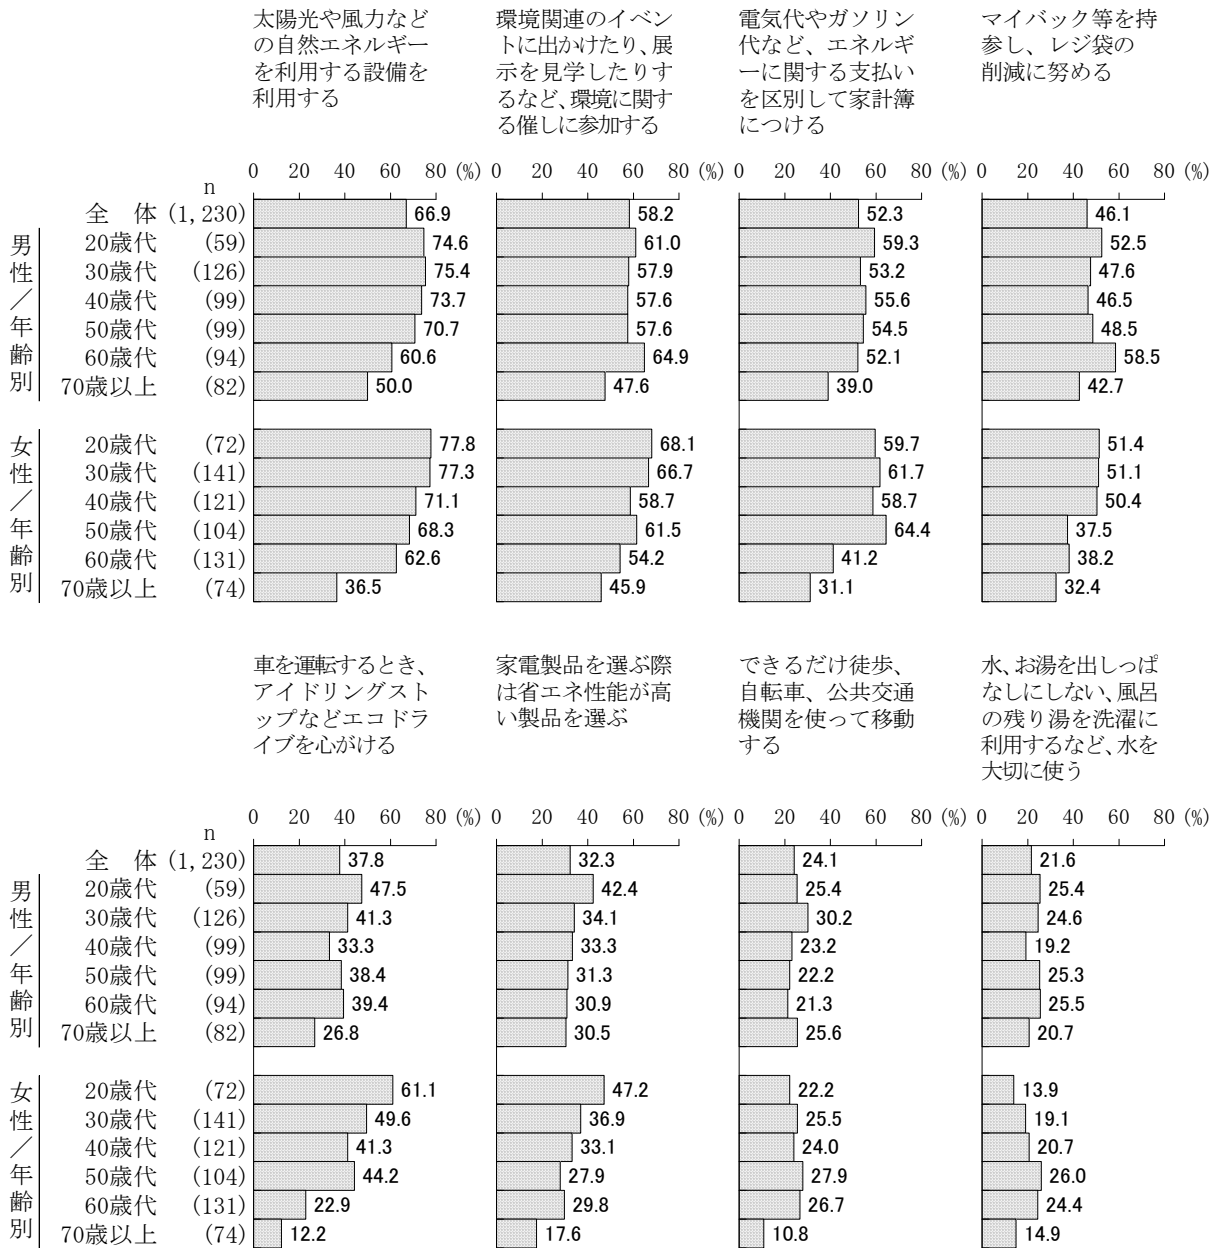 太陽光や風力など
の自然エネルギー
を利用する設備を
利用する
環境関連のイベン
トに出かけたり、展
示を見学したりす
るなど、環境に関す
る催しに参加する
電気代やガソリン
代など、エネルギ
ーに関する支払い
を区別して家計簿
につける
マイバック等を持
参し、レジ袋の
削減に努める
n 0 20 40 60 80 (%) 0 20 40 60 80 (%) 0 20 40 60 80 (%) 0 20 40 60 80 (%)
全 体 (1,230) 66.9 58.2 52.3 46.1
男性/年齢別
20歳代 (59) 74.6 61.0 59.3 52.5
30歳代 (126) 75.4 57.9 53.2 47.6
40歳代 (99) 73.7 57.6 55.6 46.5
50歳代 (99) 70.7 57.6 54.5 48.5
60歳代 (94) 60.6 64.9 52.1 58.5
70歳以上 (82) 50.0 47.6 39.0 42.7
女性/年齢別
20歳代 (72) 77.8 68.1 59.7 51.4
30歳代 (141) 77.3 66.7 61.7 51.1
40歳代 (121) 71.1 58.7 58.7 50.4
50歳代 (104) 68.3 61.5 64.4 37.5
60歳代 (131) 62.6 54.2 41.2 38.2
70歳以上 (74) 36.5 45.9 31.1 32.4
車を運転するとき、
アイドリングスト
ップなどエコドラ
イブを心がける
家電製品を選ぶ際
は省エネ性能が高
い製品を選ぶ
できるだけ徒歩、
自転車、公共交通
機関を使って移動
する
水、お湯を出しっぱ
なしにしない、風呂
の残り湯を洗濯に
利用するなど、水を
大切に使う
n 0 20 40 60 80 (%) 0 20 40 60 80 (%) 0 20 40 60 80 (%) 0 20 40 60 80 (%)
全 体 (1,230) 37.8 32.3 24.1 21.6
男性/年齢別
20歳代 (59) 47.5 42.4 25.4 25.4
30歳代 (126) 41.3 34.1 30.2 24.6
40歳代 (99) 33.3 33.3 23.2 19.2
50歳代 (99) 38.4 31.3 22.2 25.3
60歳代 (94) 39.4 30.9 21.3 25.5
70歳以上 (82) 26.8 30.5 25.6 20.7
女性/年齢別
20歳代 (72) 61.1 47.2 22.2 13.9
30歳代 (141) 49.6 36.9 25.5 19.1
40歳代 (121) 41.3 33.1 24.0 20.7
50歳代 (104) 44.2 27.9 27.9 26.0
60歳代 (131) 22.9 29.8 26.7 24.4
70歳以上 (74) 12.2 17.6 10.8 14.9